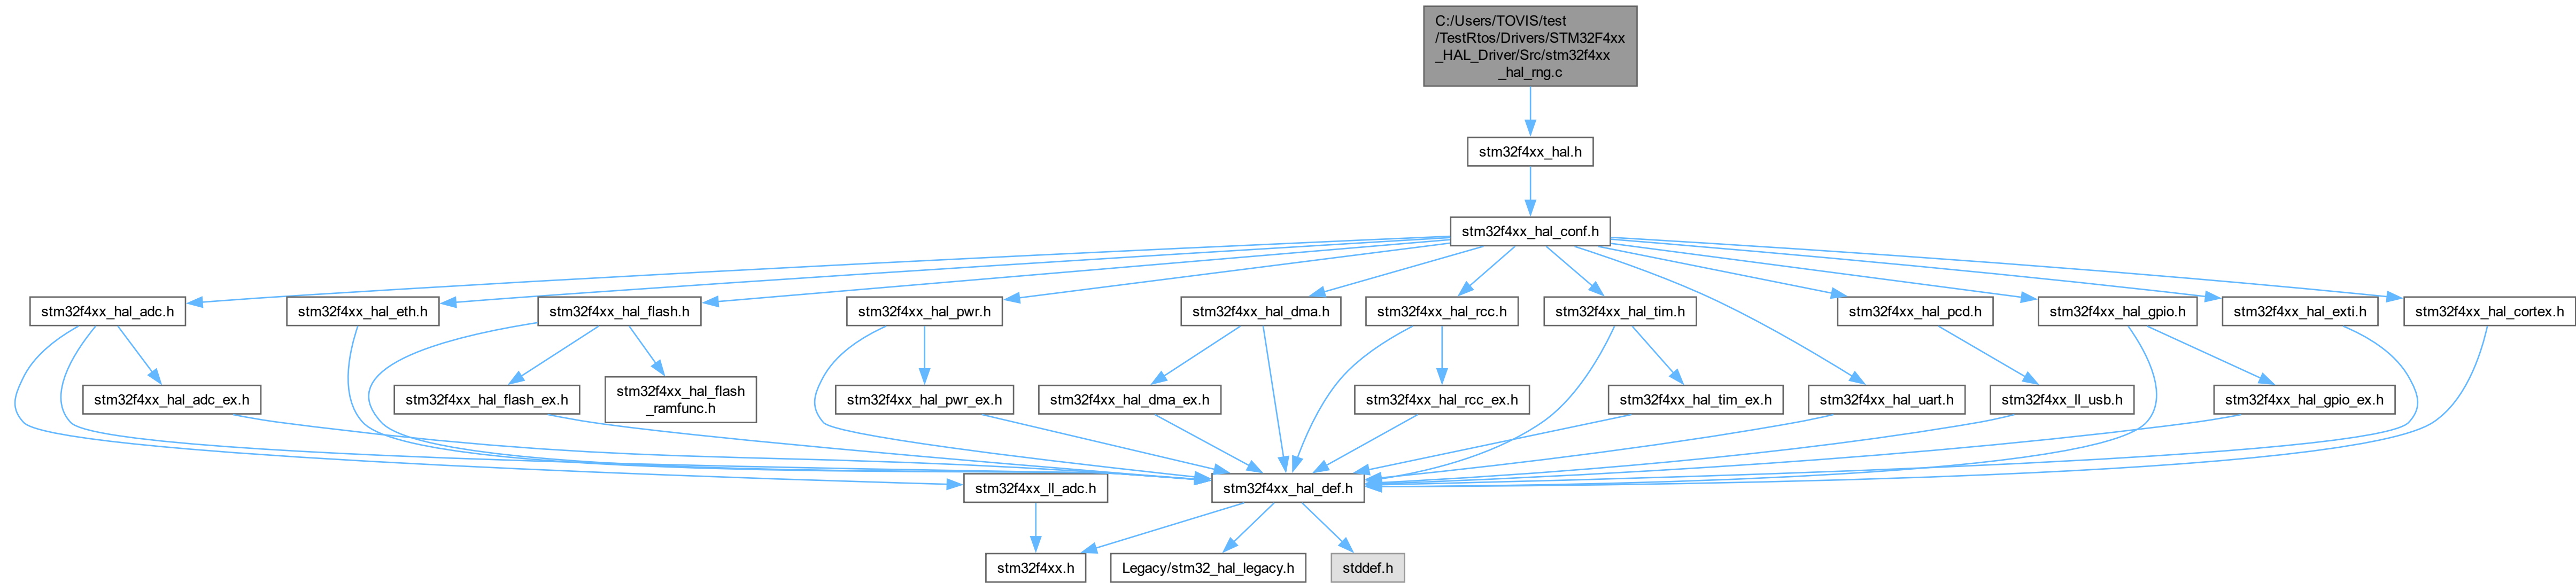 C:/Users/TOVIS/test
/TestRtos/Drivers/STM32F4xx
_HAL_Driver/Src/stm32f4xx
_hal_rng.c
stm32f4xx_hal.h
stm32f4xx_hal_conf.h
stm32f4xx_hal_adc.h
stm32f4xx_hal_eth.h
stm32f4xx_hal_flash.h
stm32f4xx_hal_pwr.h
stm32f4xx_hal_dma.h
stm32f4xx_hal_rcc.h
stm32f4xx_hal_tim.h
stm32f4xx_hal_pcd.h
stm32f4xx_hal_gpio.h
stm32f4xx_hal_exti.h
stm32f4xx_hal_cortex.h
stm32f4xx_hal_adc_ex.h
stm32f4xx_hal_flash_ex.h
stm32f4xx_hal_flash
_ramfunc.h
stm32f4xx_hal_pwr_ex.h
stm32f4xx_hal_dma_ex.h
stm32f4xx_hal_rcc_ex.h
stm32f4xx_hal_tim_ex.h
stm32f4xx_hal_uart.h
stm32f4xx_ll_usb.h
stm32f4xx_hal_gpio_ex.h
stm32f4xx_ll_adc.h
stm32f4xx_hal_def.h
stm32f4xx.h
Legacy/stm32_hal_legacy.h
stddef.h